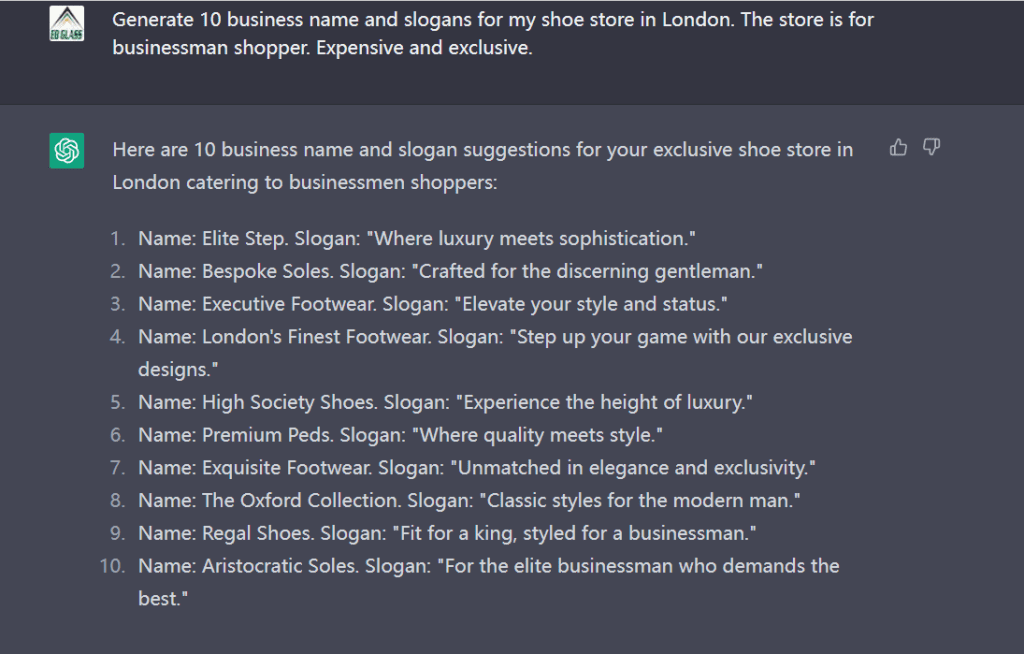 EB GLASS
Generate 10 business name and slogans for my shoe store in London. The store is for
businessman shopper. Expensive and exclusive.
Here are 10 business name and slogan suggestions for your exclusive shoe store in
London catering to businessmen shoppers:
1. Name: Elite Step. Slogan: "Where luxury meets sophistication."
2. Name: Bespoke Soles. Slogan: "Crafted for the discerning gentleman."
3. Name: Executive Footwear. Slogan: "Elevate your style and status."
4. Name: London's Finest Footwear. Slogan: "Step up your game with our exclusive
designs."
5. Name: High Society Shoes. Slogan: "Experience the height of luxury."
6. Name: Premium Peds. Slogan: "Where quality meets style."
7. Name: Exquisite Footwear. Slogan: "Unmatched in elegance and exclusivity."
8. Name: The Oxford Collection. Slogan: "Classic styles for the modern man."
9. Name: Regal Shoes. Slogan: "Fit for a king, styled for a businessman."
10. Name: Aristocratic Soles. Slogan: "For the elite businessman who demands the
best."